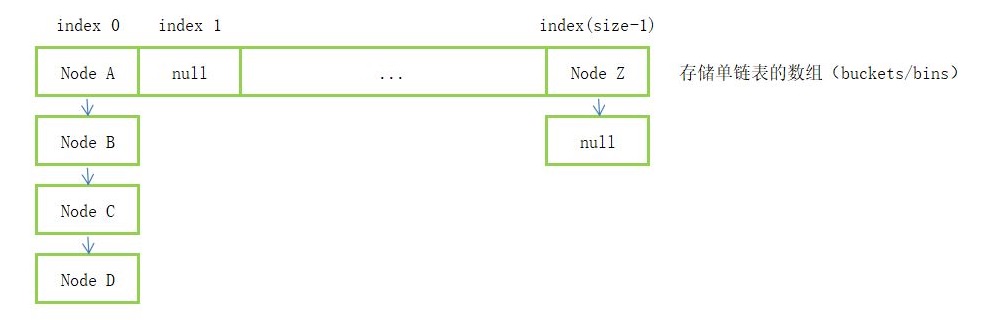 index 0 index 1 index(size-1)
Node A null ... Node Z 存储单链表的数组（buckets/bins）
Node B null
Node C
Node D